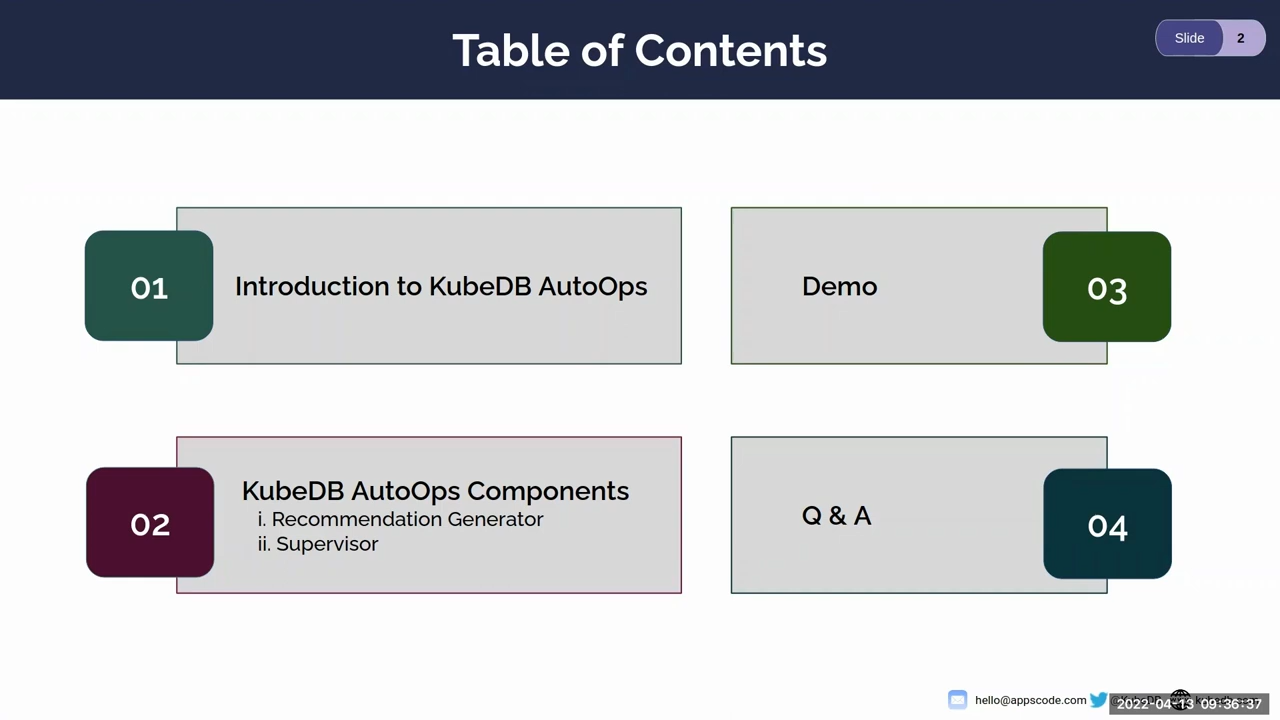 Table of Contents
Slide 2
01
Introduction to KubeDB AutoOps
Demo
03
02
KubeDB AutoOps Components
i. Recommendation Generator
ii. Supervisor
Q & A
04
hello@appscode.com
2022-04-13 09:36:37